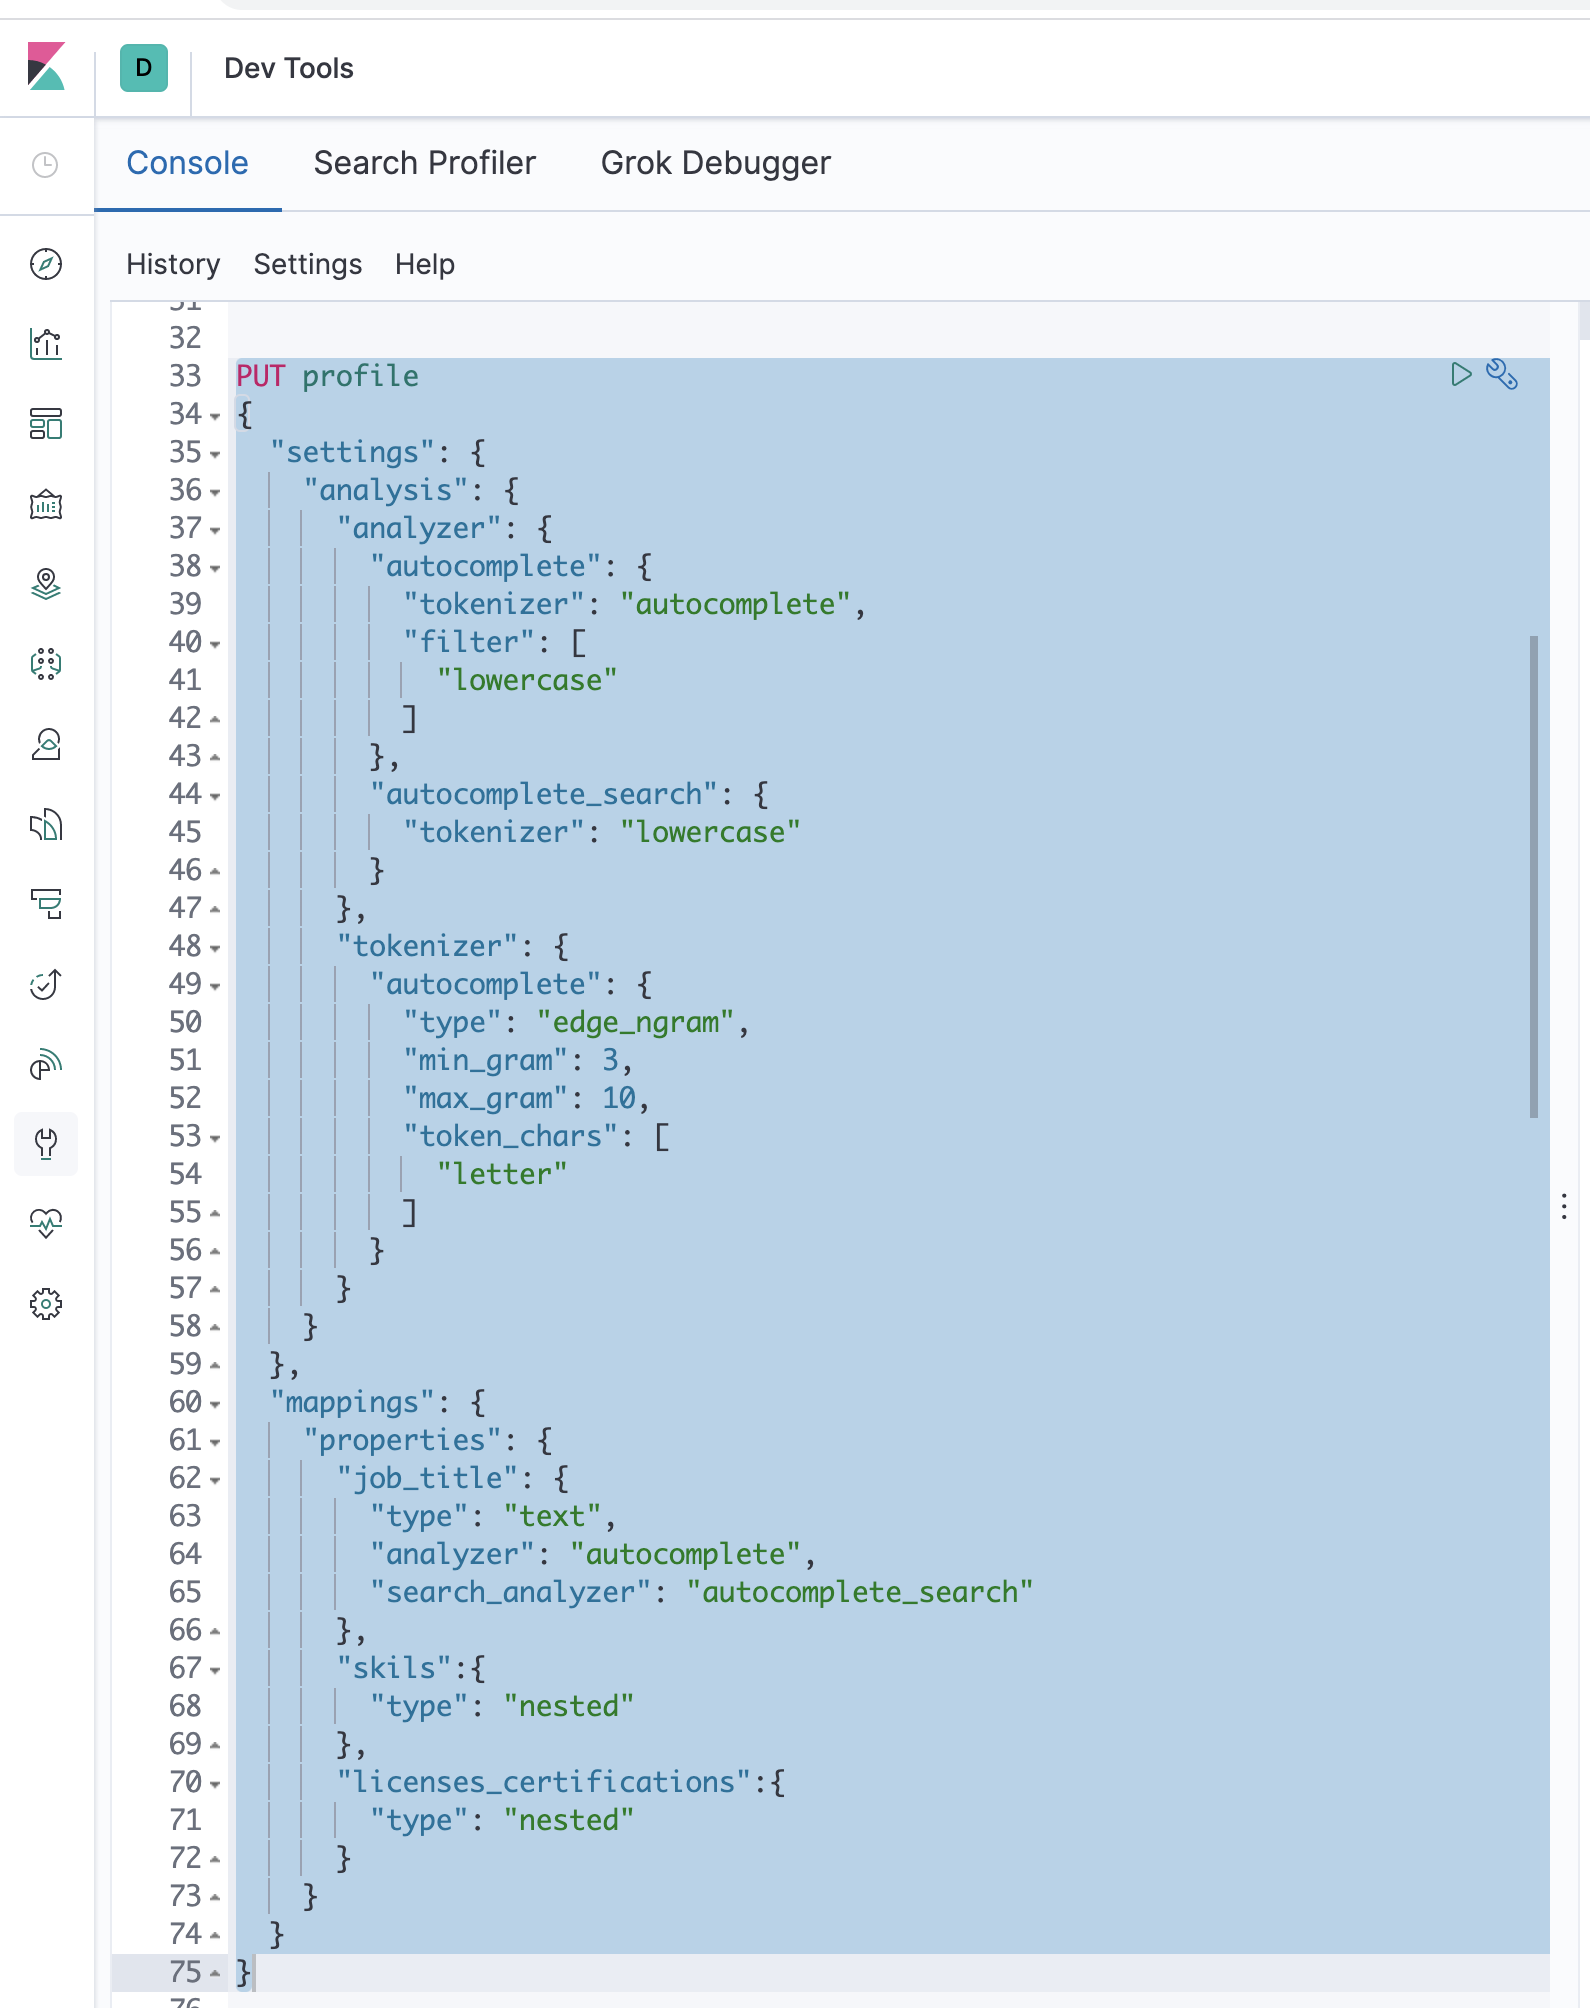 D Dev Tools
Console Search Profiler Grok Debugger
History Settings Help
31
32
33 PUT profile
34 {
35 "settings": {
36 "analysis": {
37 "analyzer": {
38 "autocomplete": {
39 "tokenizer": "autocomplete",
40 "filter": [
41 "lowercase"
42 ]
43 },
44 "autocomplete_search": {
45 "tokenizer": "lowercase"
46 }
47 },
48 "tokenizer": {
49 "autocomplete": {
50 "type": "edge_ngram",
51 "min_gram": 3,
52 "max_gram": 10,
53 "token_chars": [
54 "letter"
55 ]
56 }
57 }
58 }
59 },
60 "mappings": {
61 "properties": {
62 "job_title": {
63 "type": "text",
64 "analyzer": "autocomplete",
65 "search_analyzer": "autocomplete_search"
66 },
67 "skils":{
68 "type": "nested"
69 },
70 "licenses_certifications":{
71 "type": "nested"
72 }
73 }
74 }
75 }
76